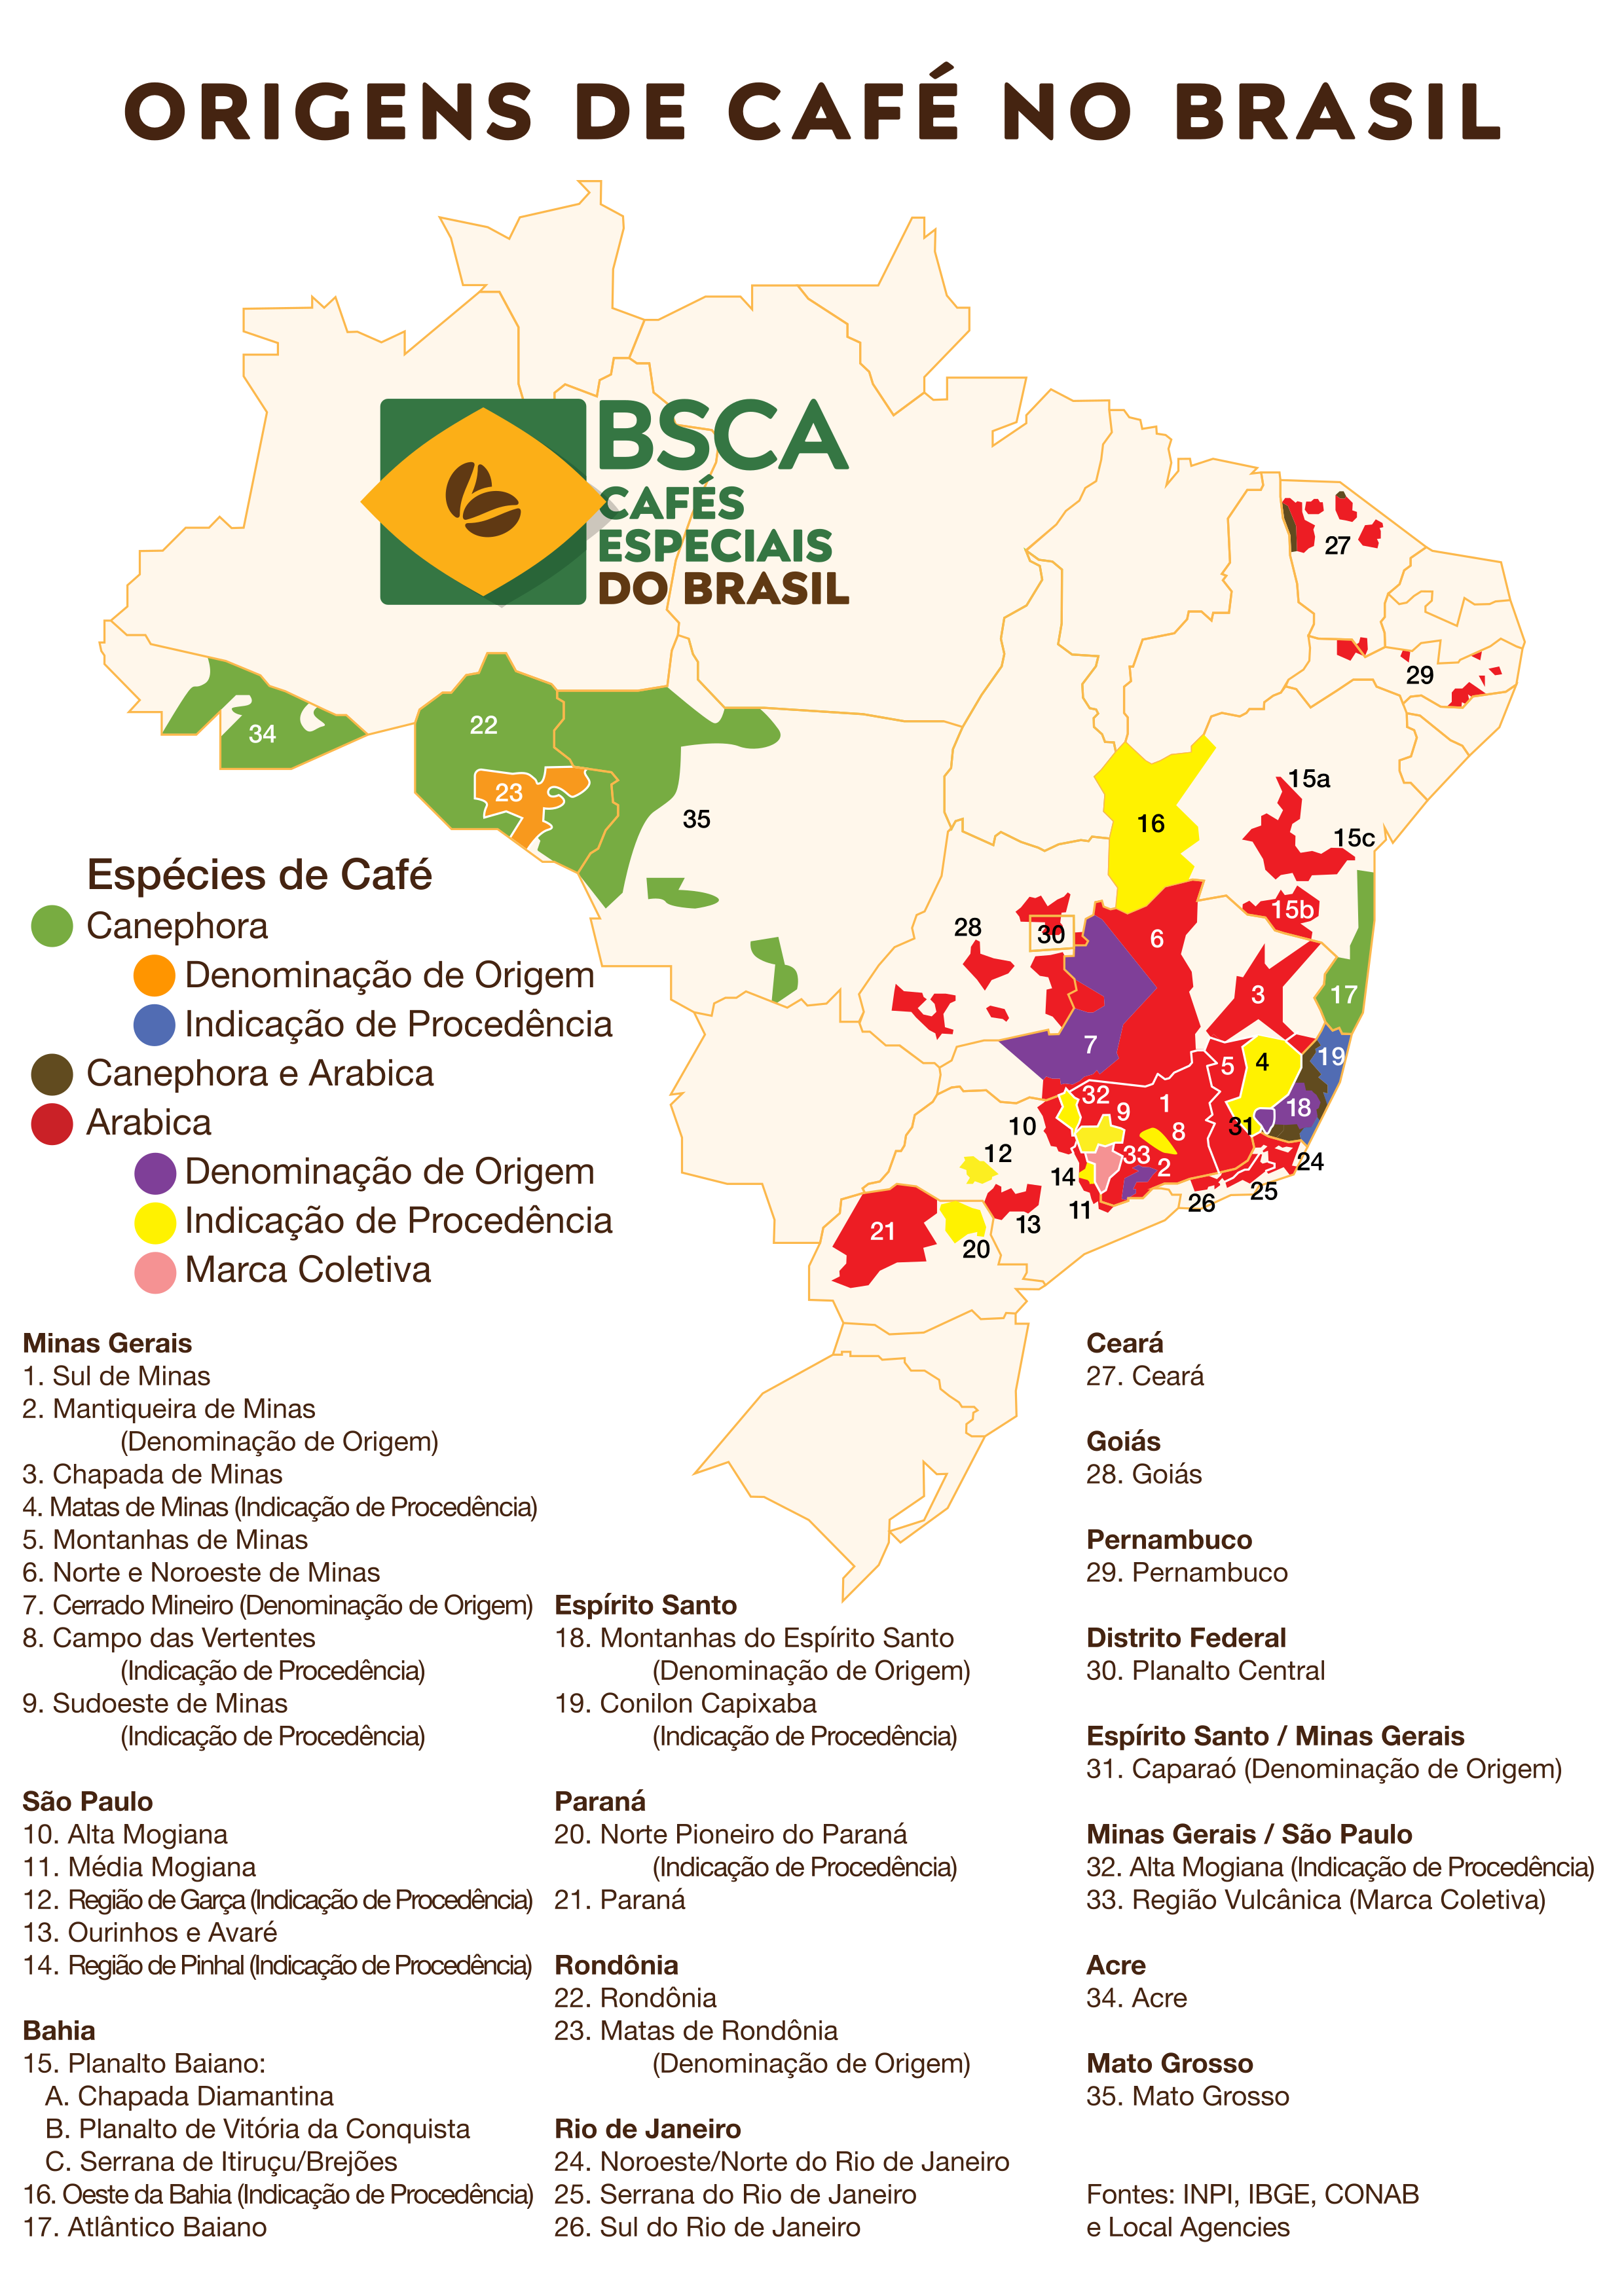 ORIGENS DE CAFÉ NO BRASIL
BSCA
CAFÉS
ESPECIAIS
DO BRASIL
27
29
34
22
23
35
16
15a
15c
15b
28
30
6
3
17
7
5
4
19
18
31
32
9
1
8
10
12
33
2
14
24
25
26
11
13
21
20
Espécies de Café
Canephora
Denominação de Origem
Indicação de Procedência
Canephora e Arabica
Arabica
Denominação de Origem
Indicação de Procedência
Marca Coletiva
Minas Gerais
1. Sul de Minas
2. Mantiqueira de Minas
(Denominação de Origem)
3. Chapada de Minas
4. Matas de Minas (Indicação de Procedência)
5. Montanhas de Minas
6. Norte e Noroeste de Minas
7. Cerrado Mineiro (Denominação de Origem)
8. Campo das Vertentes
(Indicação de Procedência)
9. Sudoeste de Minas
(Indicação de Procedência)
São Paulo
10. Alta Mogiana
11. Média Mogiana
12. Região de Garça (Indicação de Procedência)
13. Ourinhos e Avaré
14. Região de Pinhal (Indicação de Procedência)
Bahia
15. Planalto Baiano:
A. Chapada Diamantina
B. Planalto de Vitória da Conquista
C. Serrana de Itiruçu/Brejões
16. Oeste da Bahia (Indicação de Procedência)
17. Atlântico Baiano
Espírito Santo
18. Montanhas do Espírito Santo
(Denominação de Origem)
19. Conilon Capixaba
(Indicação de Procedência)
Paraná
20. Norte Pioneiro do Paraná
(Indicação de Procedência)
21. Paraná
Rondônia
22. Rondônia
23. Matas de Rondônia
(Denominação de Origem)
Rio de Janeiro
24. Noroeste/Norte do Rio de Janeiro
25. Serrana do Rio de Janeiro
26. Sul do Rio de Janeiro
Ceará
27. Ceará
Goiás
28. Goiás
Pernambuco
29. Pernambuco
Distrito Federal
30. Planalto Central
Espírito Santo / Minas Gerais
31. Caparaó (Denominação de Origem)
Minas Gerais / São Paulo
32. Alta Mogiana (Indicação de Procedência)
33. Região Vulcânica (Marca Coletiva)
Acre
34. Acre
Mato Grosso
35. Mato Grosso
Fontes: INPI, IBGE, CONAB
e Local Agencies